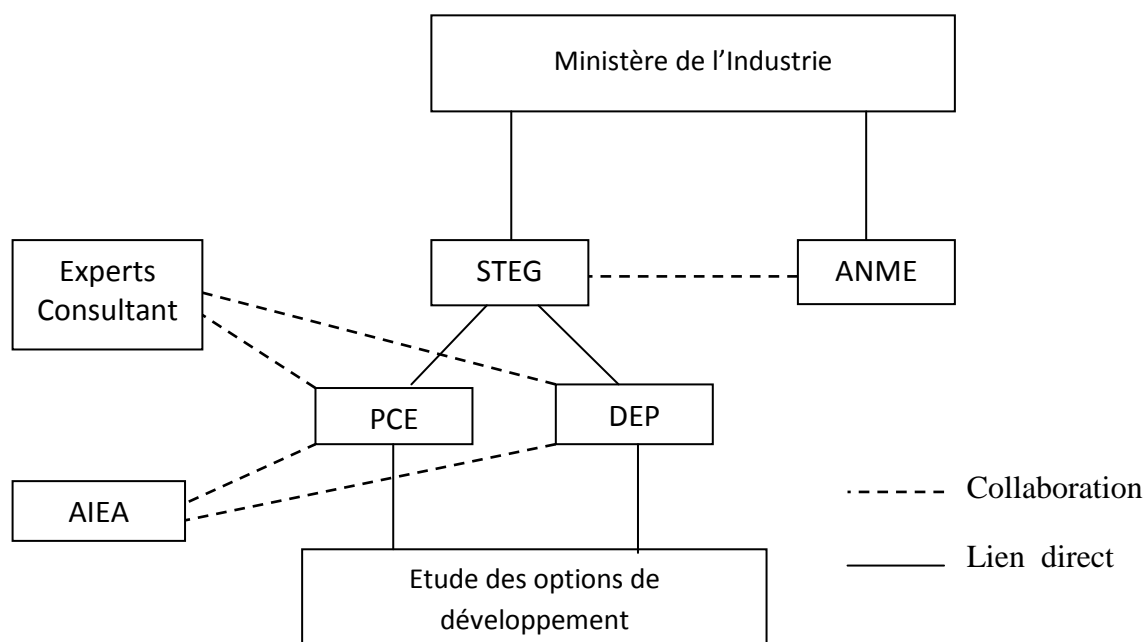 Ministère de l’Industrie
Experts
Consultant
STEG
ANME
PCE
DEP
AIEA
Collaboration
Lien direct
Etude des options de
développement